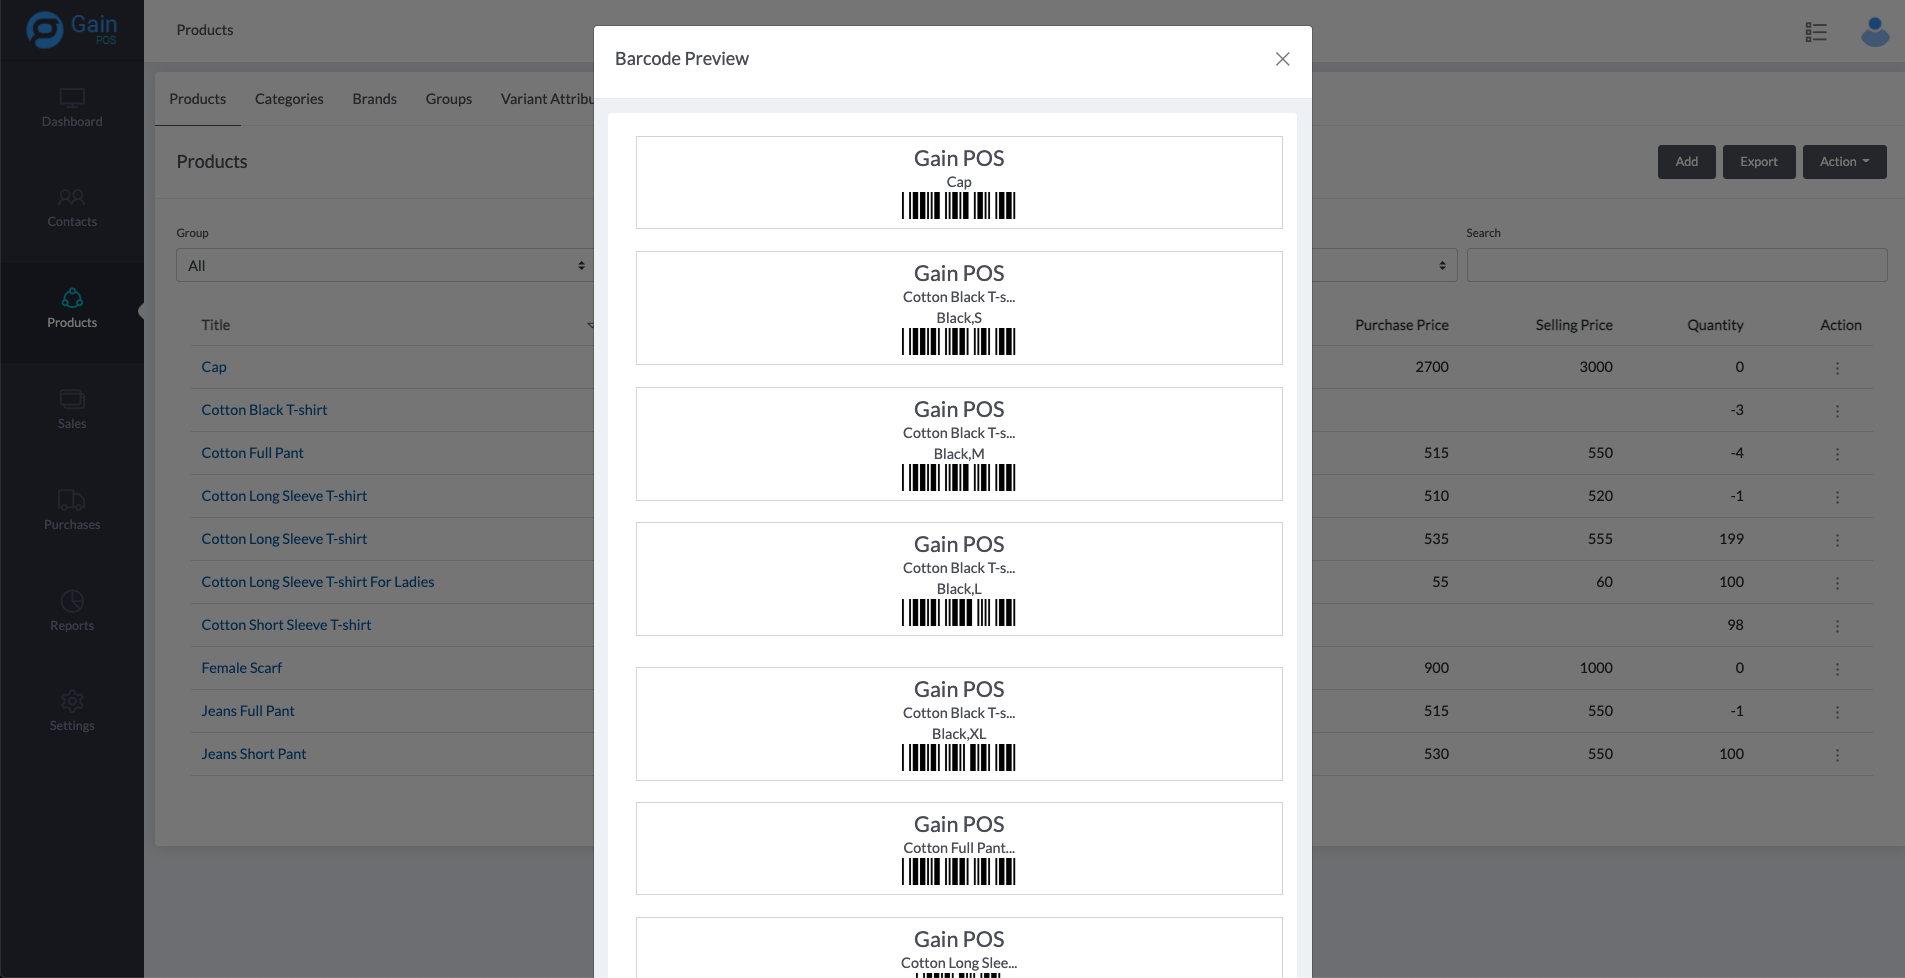 Gain
POS
Dashboard
Contacts
Products
Sales
Purchases
Reports
Settings
Products
Products Categories Brands Groups Variant Attribu
Products
Add Export Action
Group
All
Search
Title Purchase Price Selling Price Quantity Action
Cap 2700 3000 0
Cotton Black T-shirt -3
Cotton Full Pant 515 550 -4
Cotton Long Sleeve T-shirt 510 520 -1
Cotton Long Sleeve T-shirt 535 555 199
Cotton Long Sleeve T-shirt For Ladies 55 60 100
Cotton Short Sleeve T-shirt 98
Female Scarf 900 1000 0
Jeans Full Pant 515 550 -1
Jeans Short Pant 530 550 100
Barcode Preview
Gain POS
Cap
Gain POS
Cotton Black T-s...
Black,S
Gain POS
Cotton Black T-s...
Black,M
Gain POS
Cotton Black T-s...
Black,L
Gain POS
Cotton Black T-s...
Black,XL
Gain POS
Cotton Full Pant...
Gain POS
Cotton Long Slee...